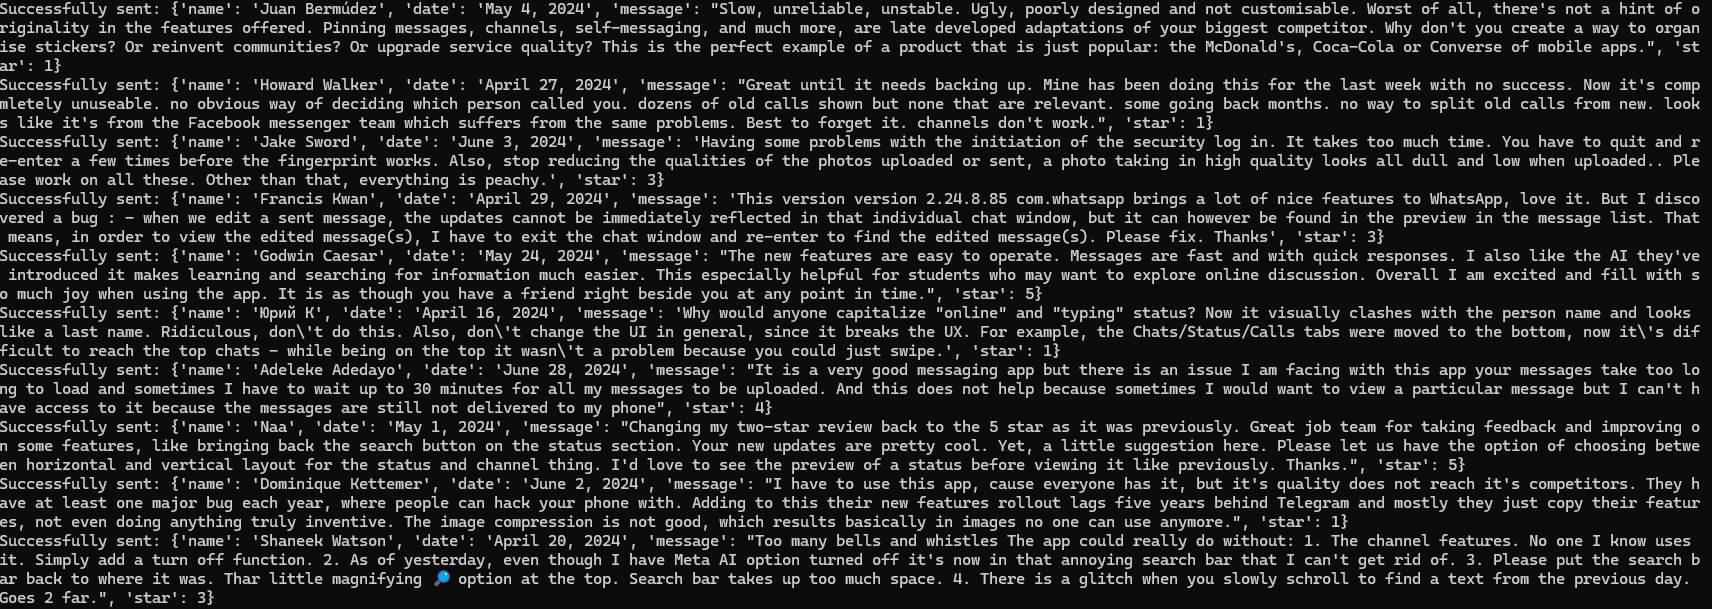 Successfully sent: {'name': 'Juan Bermúdez', 'date': 'May 4, 2024', 'message': "Slow, unreliable, unstable. Ugly, poorly designed and not customisable. Worst of all, there's not a hint of o
riginality in the features offered. Pinning messages, channels, self-messaging, and much more, are late developed adaptations of your biggest competitor. Why don't you create a way to organ
ise stickers? Or reinvent communities? Or upgrade service quality? This is the perfect example of a product that is just popular: the McDonald's, Coca-Cola or Converse of mobile apps.", 'st
ar': 1}
Successfully sent: {'name': 'Howard Walker', 'date': 'April 27, 2024', 'message': "Great until it needs backing up. Mine has been doing this for the last week with no success. Now it's comp
mletely unuseable. no obvious way of deciding which person called you. dozens of old calls shown but none that are relevant. some going back months. no way to split old calls from new. look
s like it's from the Facebook messenger team which suffers from the same problems. Best to forget it. channels don't work.", 'star': 1}
Successfully sent: {'name': 'Jake Sword', 'date': 'June 3, 2024', 'message': 'Having some problems with the initiation of the security log in. It takes too much time. You have to quit and r
e-enter a few times before the fingerprint works. Also, stop reducing the qualities of the photos uploaded or sent, a photo taking in high quality looks all dull and low when uploaded.. Ple
ase work on all these. Other than that, everything is peachy.', 'star': 3}
Successfully sent: {'name': 'Francis Kwan', 'date': 'April 29, 2024', 'message': 'This version version 2.24.8.85 com.whatsapp brings a lot of nice features to WhatsApp, love it. But I disco
vered a bug : - when we edit a sent message, the updates cannot be immediately reflected in that individual chat window, but it can however be found in the preview in the message list. That
means, in order to view the edited message(s), I have to exit the chat window and re-enter to find the edited message(s). Please fix. Thanks', 'star': 3}
Successfully sent: {'name': 'Godwin Caesar', 'date': 'May 24, 2024', 'message': "The new features are easy to operate. Messages are fast and with quick responses. I also like the AI they've
introduced it makes learning and searching for information much easier. This especially helpful for students who may want to explore online discussion. Overall I am excited and fill with s
o much joy when using the app. It is as though you have a friend right beside you at any point in time.", 'star': 5}
Successfully sent: {'name': 'Юрий К', 'date': 'April 16, 2024', 'message': 'Why would anyone capitalize "online" and "typing" status? Now it visually clashes with the person name and looks
like a last name. Ridiculous, don\'t do this. Also, don\'t change the UI in general, since it breaks the UX. For example, the Chats/Status/Calls tabs were moved to the bottom, now it\'s dif
ficult to reach the top chats - while being on the top it wasn\'t a problem because you could just swipe.', 'star': 1}
Successfully sent: {'name': 'Adeleke Adedayo', 'date': 'June 28, 2024', 'message': "It is a very good messaging app but there is an issue I am facing with this app your messages take too lo
ng to load and sometimes I have to wait up to 30 minutes for all my messages to be uploaded. And this does not help because sometimes I would want to view a particular message but I can't h
ave access to it because the messages are still not delivered to my phone", 'star': 4}
Successfully sent: {'name': 'Naa', 'date': 'May 1, 2024', 'message': "Changing my two-star review back to the 5 star as it was previously. Great job team for taking feedback and improving o
n some features, like bringing back the search button on the status section. Your new updates are pretty cool. Yet, a little suggestion here. Please let us have the option of choosing betwe
en horizontal and vertical layout for the status and channel thing. I'd love to see the preview of a status before viewing it like previously. Thanks.", 'star': 5}
Successfully sent: {'name': 'Dominique Kettemer', 'date': 'June 2, 2024', 'message': "I have to use this app, cause everyone has it, but it's quality does not reach it's competitors. They h
ave at least one major bug each year, where people can hack your phone with. Adding to this their new features rollout lags five years behind Telegram and mostly they just copy their featur
es, not even doing anything truly inventive. The image compression is not good, which results basically in images no one can use anymore.", 'star': 1}
Successfully sent: {'name': 'Shaneek Watson', 'date': 'April 20, 2024', 'message': "Too many bells and whistles The app could really do without: 1. The channel features. No one I know uses
it. Simply add a turn off function. 2. As of yesterday, even though I have Meta AI option turned off it's now in that annoying search bar that I can't get rid of. 3. Please put the search b
ar back to where it was. Thar little magnifying 🔎 option at the top. Search bar takes up too much space. 4. There is a glitch when you slowly scroll to find a text from the previous day.
Goes 2 far.", 'star': 3}